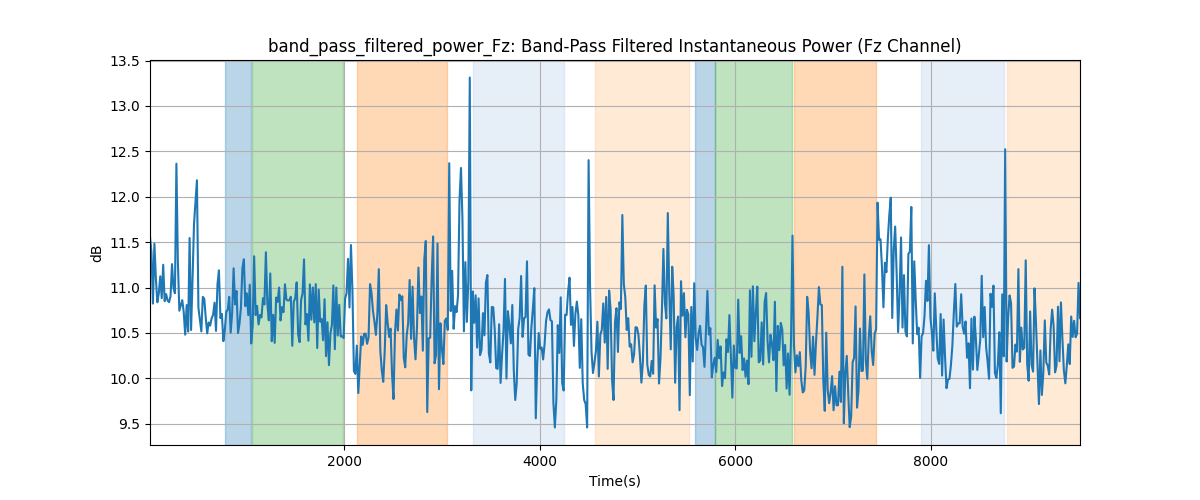 band_pass_filtered_power_Fz: Band-Pass Filtered Instantaneous Power (Fz Channel)
13.5
13.0
12.5
12.0
11.5
11.0
10.5
10.0
9.5
dB
2000 4000 6000 8000
Time(s)